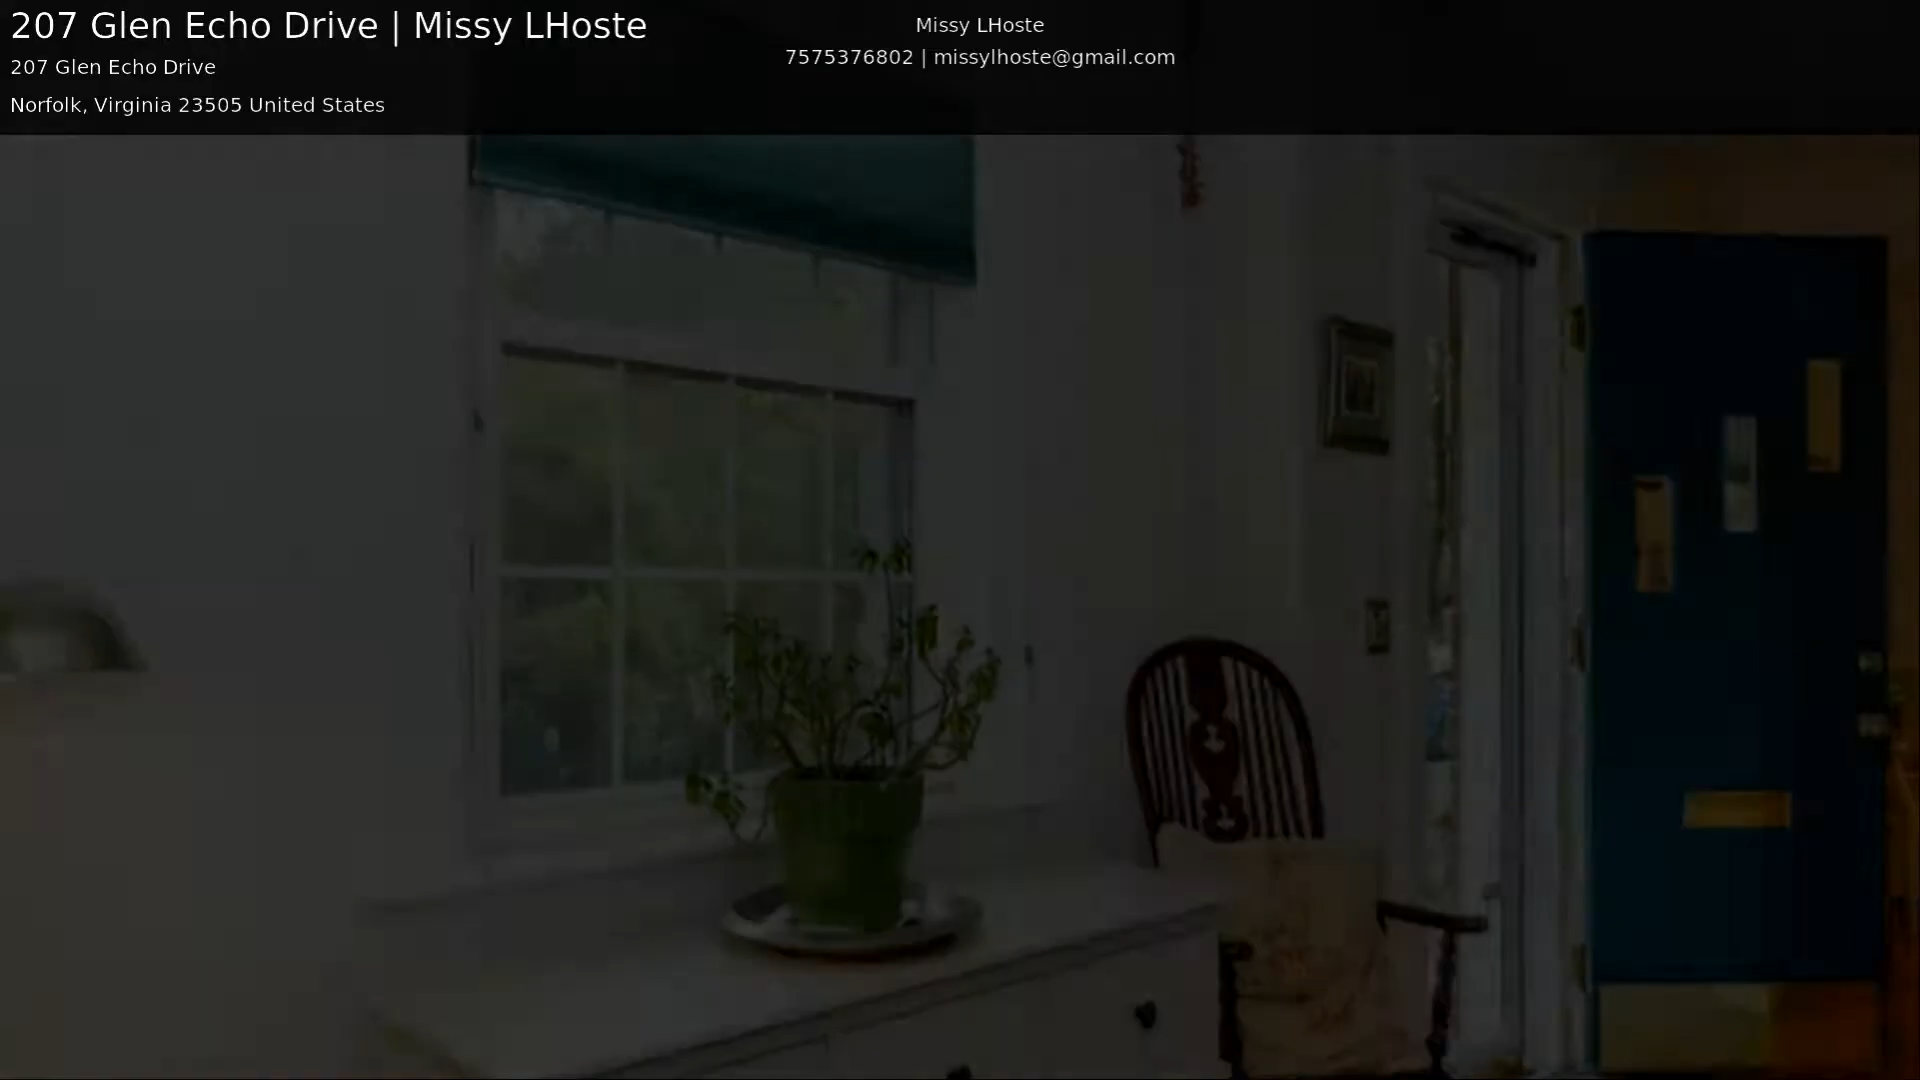 207 Glen Echo Drive | Missy LHoste
207 Glen Echo Drive
Norfolk, Virginia 23505 United States
Missy LHoste
7575376802 | missylhoste@gmail.com